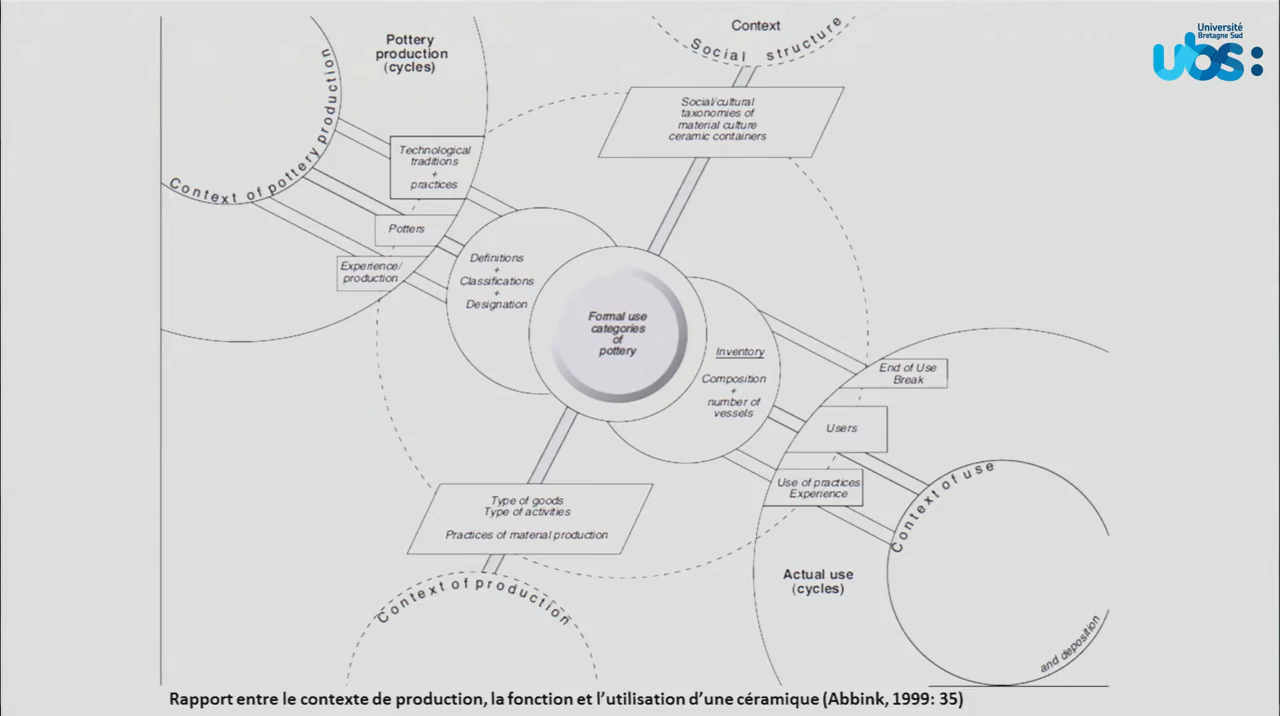 Pottery
production
(cycles)
Context of pottery production
Technological
traditions
+
practices
Potters
Experience/
production
Context
Social structure
Social/cultural
taxonomies of
material culture
ceramic containers
Université
Bretagne Sud
ubs:
Definitions
+
Classifications
+
Designation
Formal use
categories
of
pottery
Inventory
Composition
+
number of
vessels
End of Use
Break
Users
Use of practices
Experience
Context of use
and deposition
Actual use
(cycles)
Type of goods
Type of activities
Practices of material production
Context of production
Rapport entre le contexte de production, la fonction et l'utilisation d'une céramique (Abbink, 1999: 35)